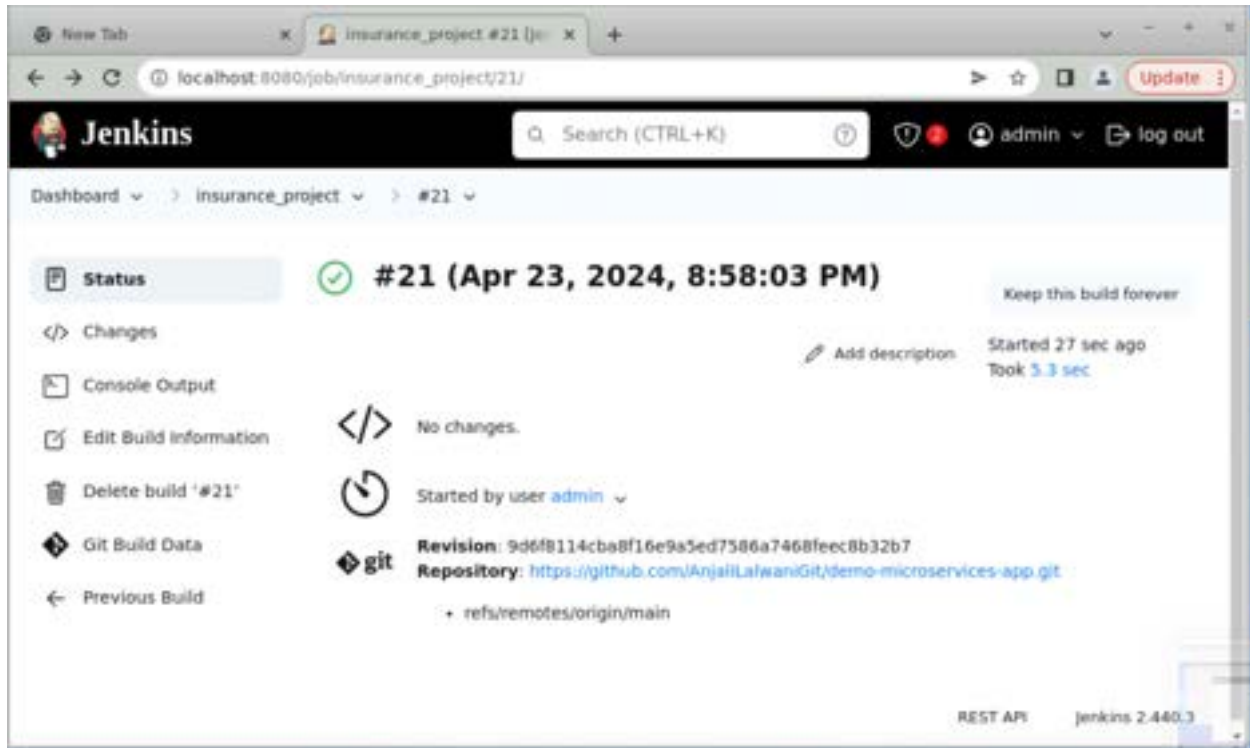 New Tab
insurance_project #21 [Je
localhost:8080/job/insurance_project/21/
Update
Jenkins
Search (CTRL+K)
admin
log out
Dashboard
insurance_project
#21
Status
Changes
Console Output
Edit Build Information
Delete build '#21'
Git Build Data
Previous Build
#21 (Apr 23, 2024, 8:58:03 PM)
Keep this build forever
Add description
Started 27 sec ago
Took 5.3 sec
No changes.
Started by user admin
git
Revision: 9d6f8114cba8f16e9a5ed7586a7468feec8b32b7
Repository: https://github.com/AnjaliLalwaniGit/demo-microservices-app.git
• refs/remotes/origin/main
REST API
Jenkins 2.440.3